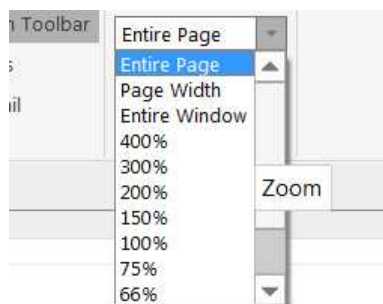 Toolbar
Entire Page
Entire Page
Page Width
Entire Window
400%
300%
200%
Zoom
150%
100%
75%
66%